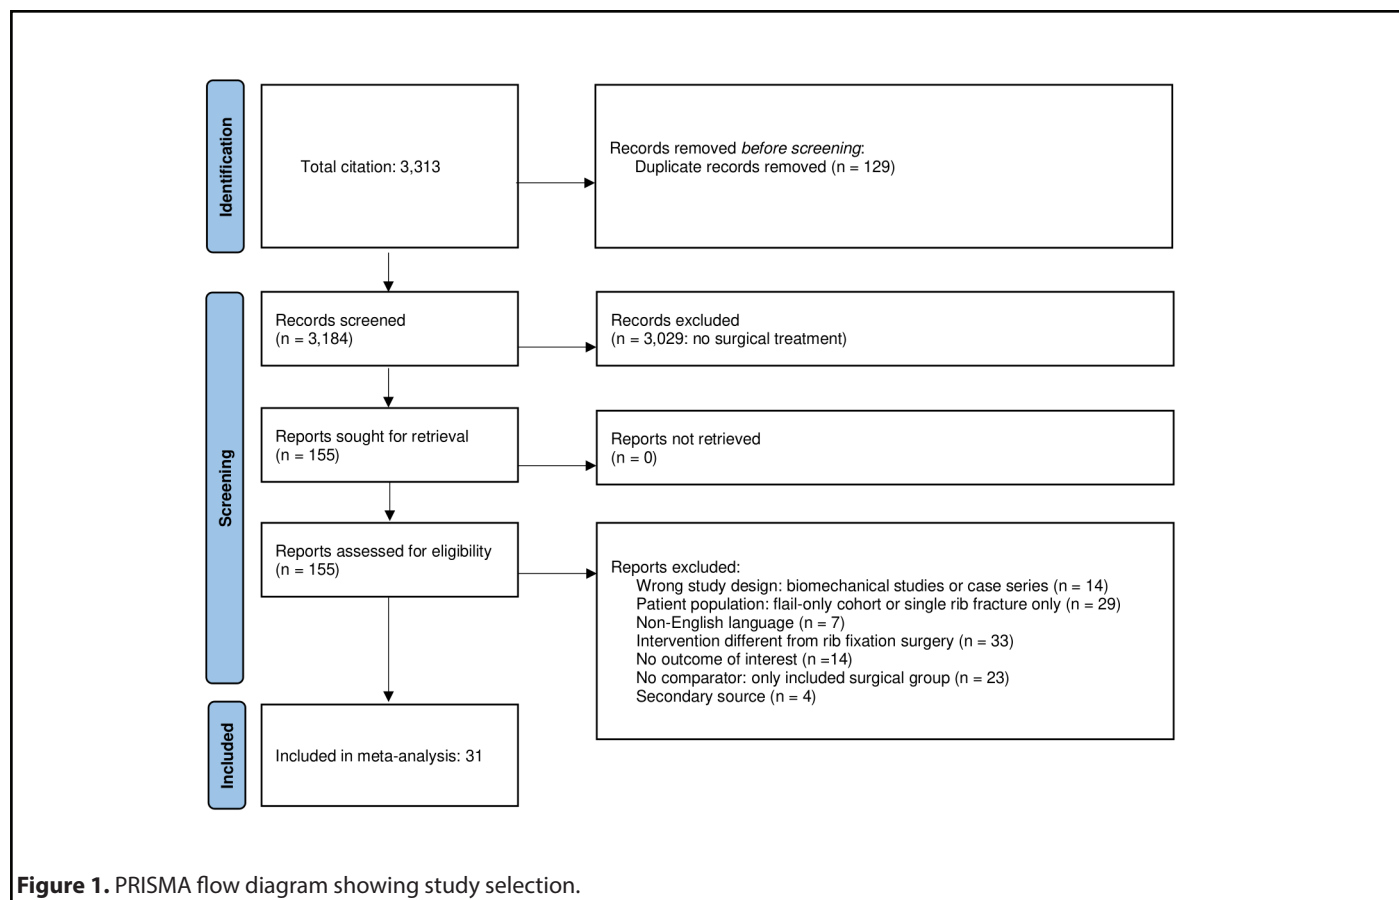 Identification
Total citation: 3,313
Records removed before screening:
Duplicate records removed (n = 129)
Screening
Records screened
(n = 3,184)
Records excluded
(n = 3,029: no surgical treatment)
Reports sought for retrieval
(n = 155)
Reports not retrieved
(n = 0)
Reports assessed for eligibility
(n = 155)
Reports excluded:
Wrong study design: biomechanical studies or case series (n = 14)
Patient population: flail-only cohort or single rib fracture only (n = 29)
Non-English language (n = 7)
Intervention different from rib fixation surgery (n = 33)
No outcome of interest (n =14)
No comparator: only included surgical group (n = 23)
Secondary source (n = 4)
Included
Included in meta-analysis: 31
Figure 1. PRISMA flow diagram showing study selection.